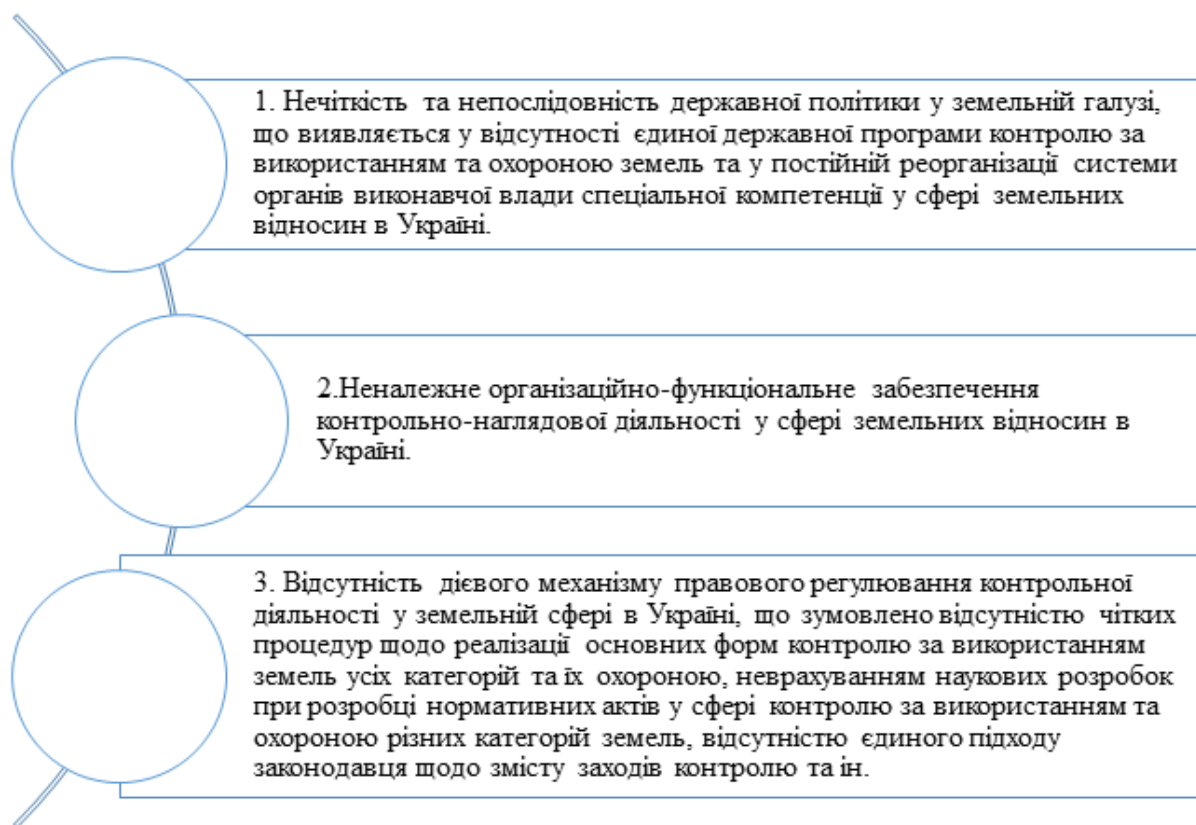 1. Нечіткість та непослідовність державної політики у земельній галузі,
що виявляється у відсутності єдиної державної програми контролю за
використанням та охороною земель та у постійній реорганізації системи
органів виконавчої влади спеціальної компетенції у сфері земельних
відносин в Україні.
2.Неналежне організаційно-функціональне забезпечення
контрольно-наглядової діяльності у сфері земельних відносин в
Україні.
3. Відсутність дієвого механізму правового регулювання контрольної
діяльності у земельній сфері в Україні, що зумовлено відсутністю чітких
процедур щодо реалізації основних форм контролю за використанням
земель усіх категорій та їх охороною, неврахуванням наукових розробок
при розробці нормативних актів у сфері контролю за використанням та
охороною різних категорій земель, відсутністю єдиного підходу
законодавця щодо змісту заходів контролю та ін.